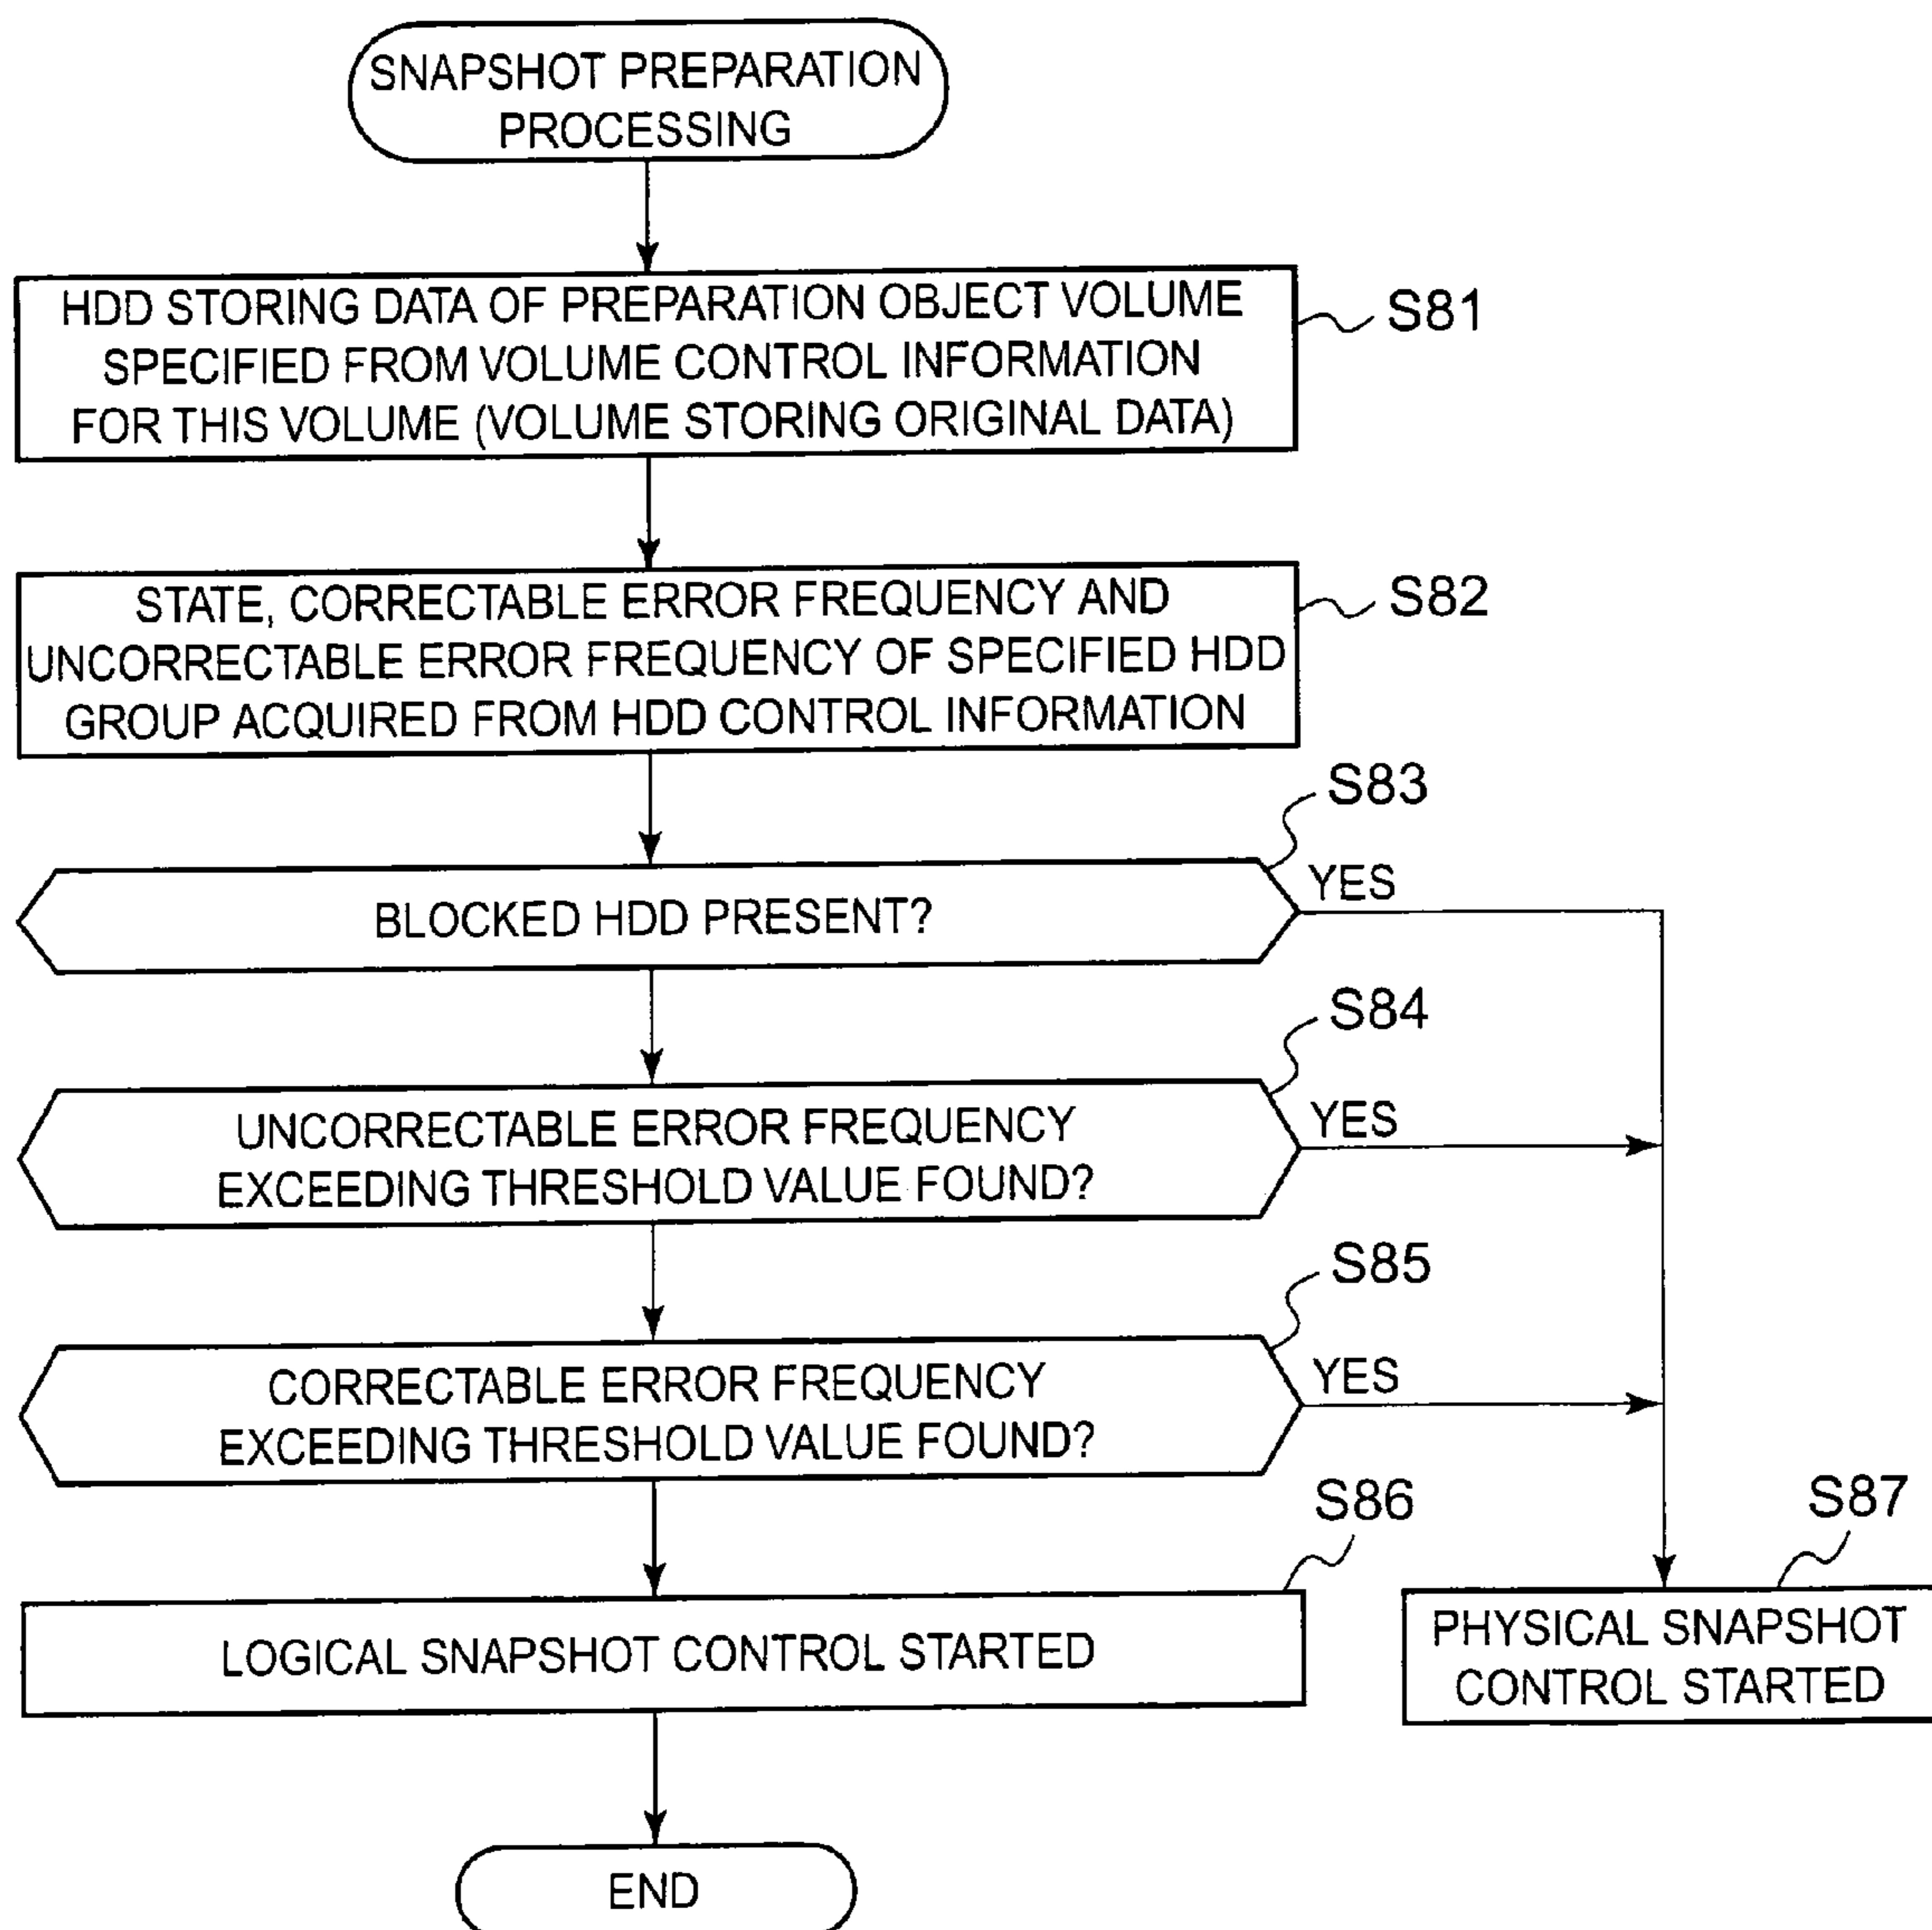 SNAPSHOT PREPARATION
PROCESSING
HDD STORING DATA OF PREPARATION OBJECT VOLUME
SPECIFIED FROM VOLUME CONTROL INFORMATION
FOR THIS VOLUME (VOLUME STORING ORIGINAL DATA)
S81
STATE, CORRECTABLE ERROR FREQUENCY AND
UNCORRECTABLE ERROR FREQUENCY OF SPECIFIED HDD
GROUP ACQUIRED FROM HDD CONTROL INFORMATION
S82
S83
BLOCKED HDD PRESENT?
YES
S84
UNCORRECTABLE ERROR FREQUENCY
EXCEEDING THRESHOLD VALUE FOUND?
YES
S85
CORRECTABLE ERROR FREQUENCY
EXCEEDING THRESHOLD VALUE FOUND?
YES
S86
LOGICAL SNAPSHOT CONTROL STARTED
S87
PHYSICAL SNAPSHOT
CONTROL STARTED
END